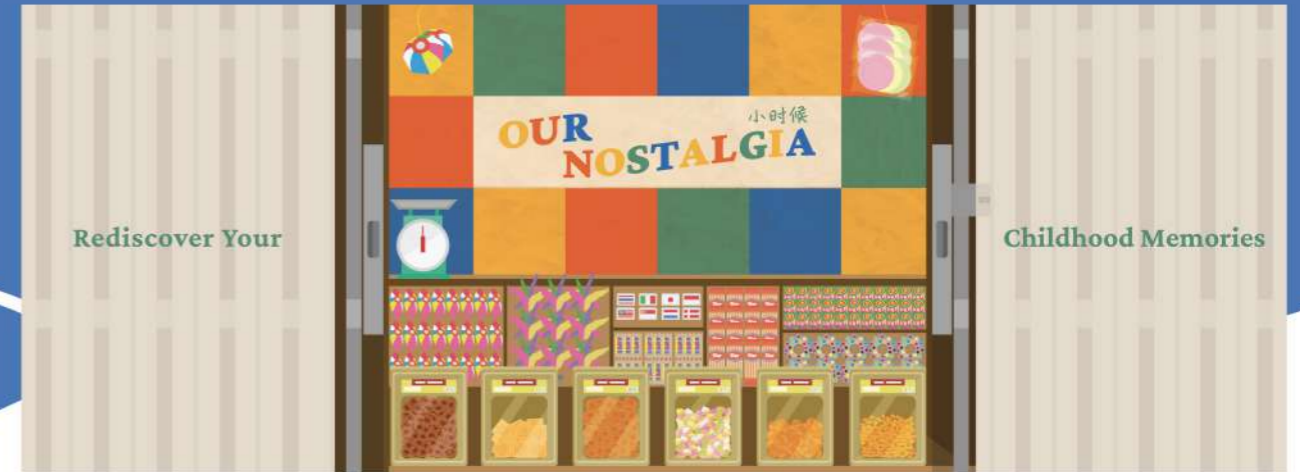 小时候
OUR
NOSTALGIA
Rediscover Your
Childhood Memories